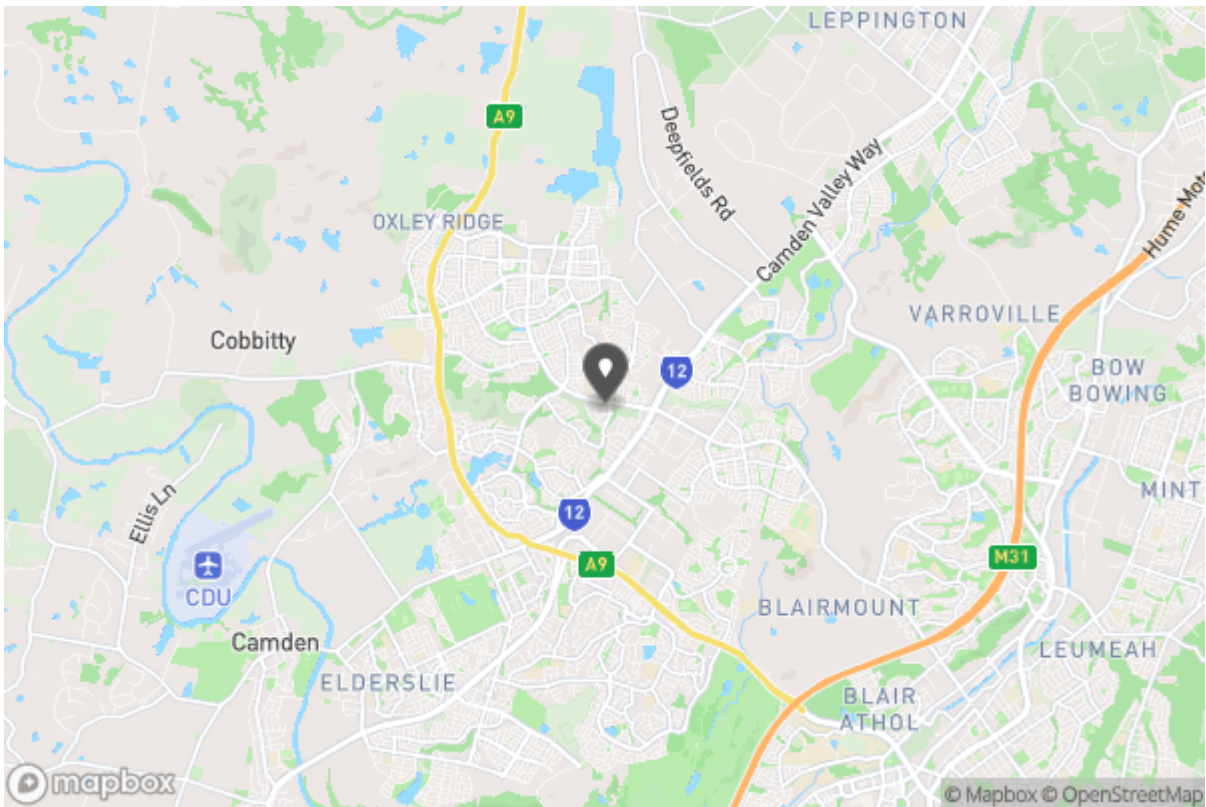 LEPPINGTON
A9
Deepfields Rd
Camden Valley Way
OXLEY RIDGE
Hume Moto
VARROVILLE
Cobbitty
12
BOW
BOWING
Ellis Ln
MINT
12
A9
M31
CDU
BLAIRMOUNT
Camden
LEUMEAH
ELDERSLIE
BLAIR
ATHOL
mapbox
© Mapbox © OpenStreetMap